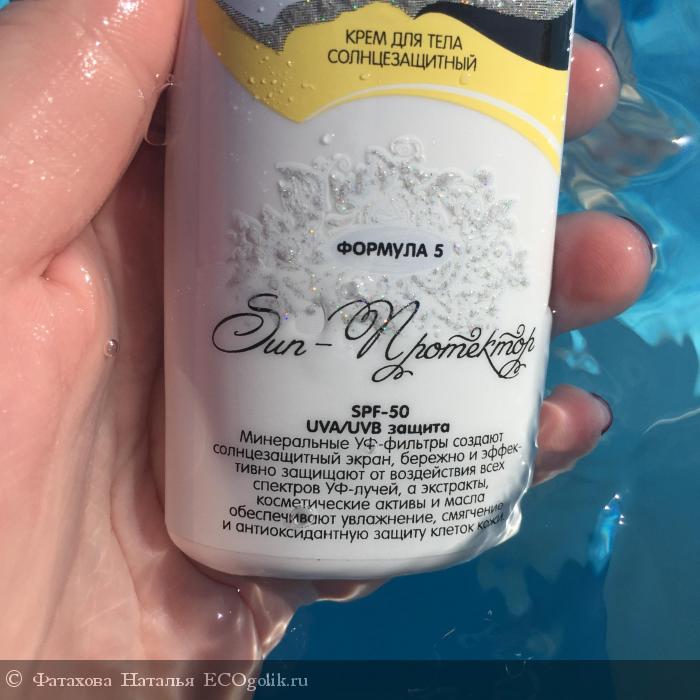 КРЕМ ДЛЯ ТЕЛА
СОЛНЦЕЗАЩИТНЫЙ
ФОРМУЛА 5
Sun - Протектор
SPF-50
UVA/UVB защита
Минеральные УФ-фильтры создают
солнцезащитный экран, бережно и эффек-
тивно защищают от воздействия всех
спектров УФ-лучей, а экстракты,
косметические активы и масла
обеспечивают увлажнение, смягчение
и антиоксидантную защиту клеток кожи.
© Фатахова Наталья ECOgolik.ru